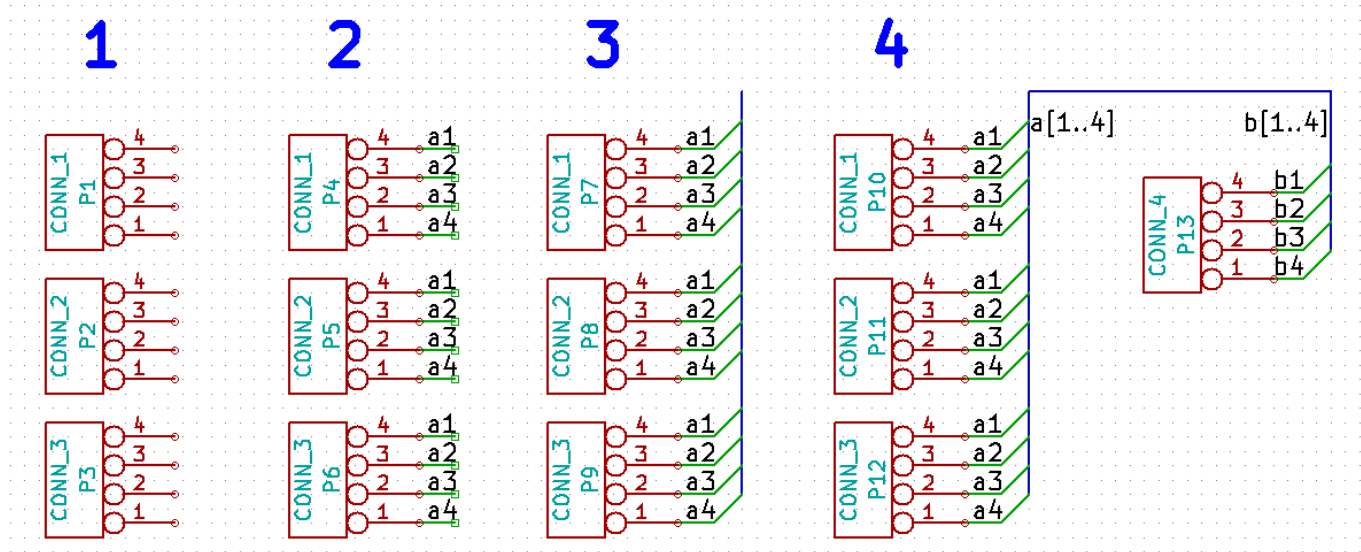 1 2 3 4
a[1..4] b[1..4]
CONN_1 P1 4 3 2 1
CONN_1 P4 4 a1 3 a2 2 a3 1 a4
CONN_1 P7 4 a1 3 a2 2 a3 1 a4
CONN_1 P10 4 a1 3 a2 2 a3 1 a4
CONN_4 P13 4 b1 3 b2 2 b3 1 b4
CONN_2 P2 4 3 2 1
CONN_2 P5 4 a1 3 a2 2 a3 1 a4
CONN_2 P8 4 a1 3 a2 2 a3 1 a4
CONN_2 P11 4 a1 3 a2 2 a3 1 a4
CONN_3 P3 4 3 2 1
CONN_3 P6 4 a1 3 a2 2 a3 1 a4
CONN_3 P9 4 a1 3 a2 2 a3 1 a4
CONN_3 P12 4 a1 3 a2 2 a3 1 a4